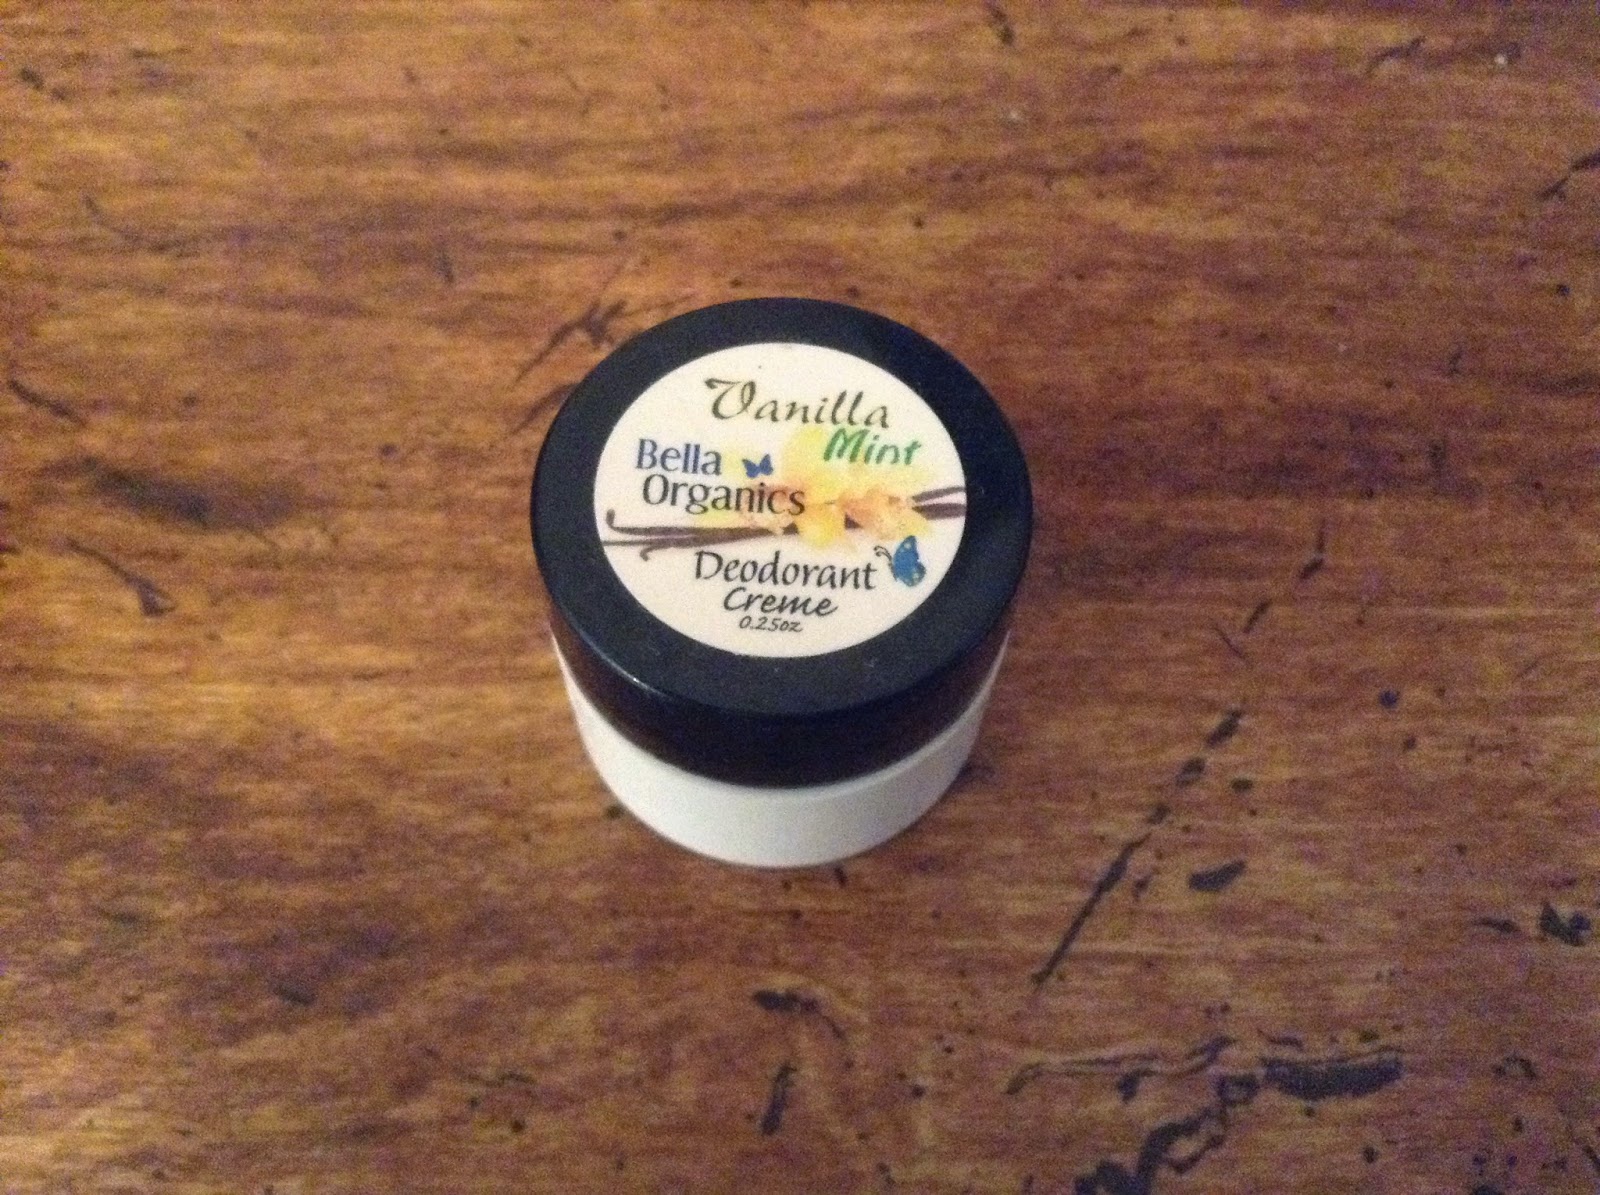 Vanilla
Mint
Bella
Organics
Deodorant
Creme
0.25oz